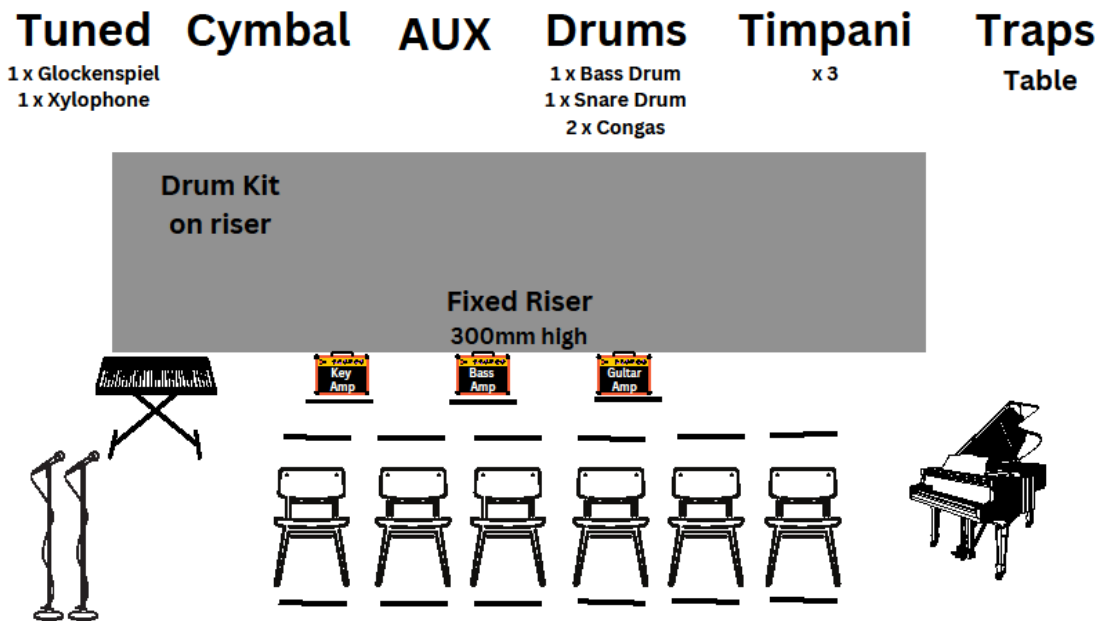 Tuned Cymbal AUX Drums Timpani Traps
1 x Glockenspiel
1 x Xylophone
1 x Bass Drum
1 x Snare Drum
2 x Congas
x 3
Table
Drum Kit
on riser
Fixed Riser
300mm high
Key
Amp
Bass
Amp
Guitar
Amp